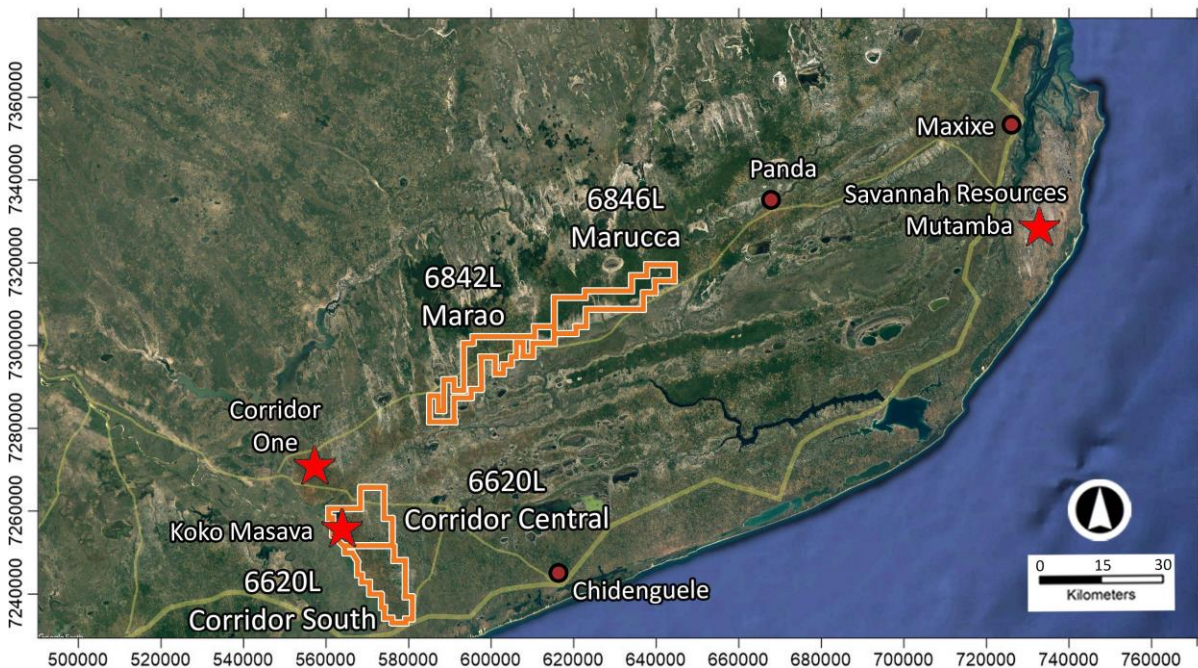 7360000
7340000
7320000
7300000
7280000
7260000
7240000
Maxixe
Panda
Savannah Resources
Mutamba
6846L
Marucca
6842L
Marao
Corridor
One
6620L
Corridor Central
Koko Masava
6620L
Corridor South
Chidenguele
0 15 30
Kilometers
Google Earth
500000 520000 540000 560000 580000 600000 620000 640000 660000 680000 700000 720000 740000 760000